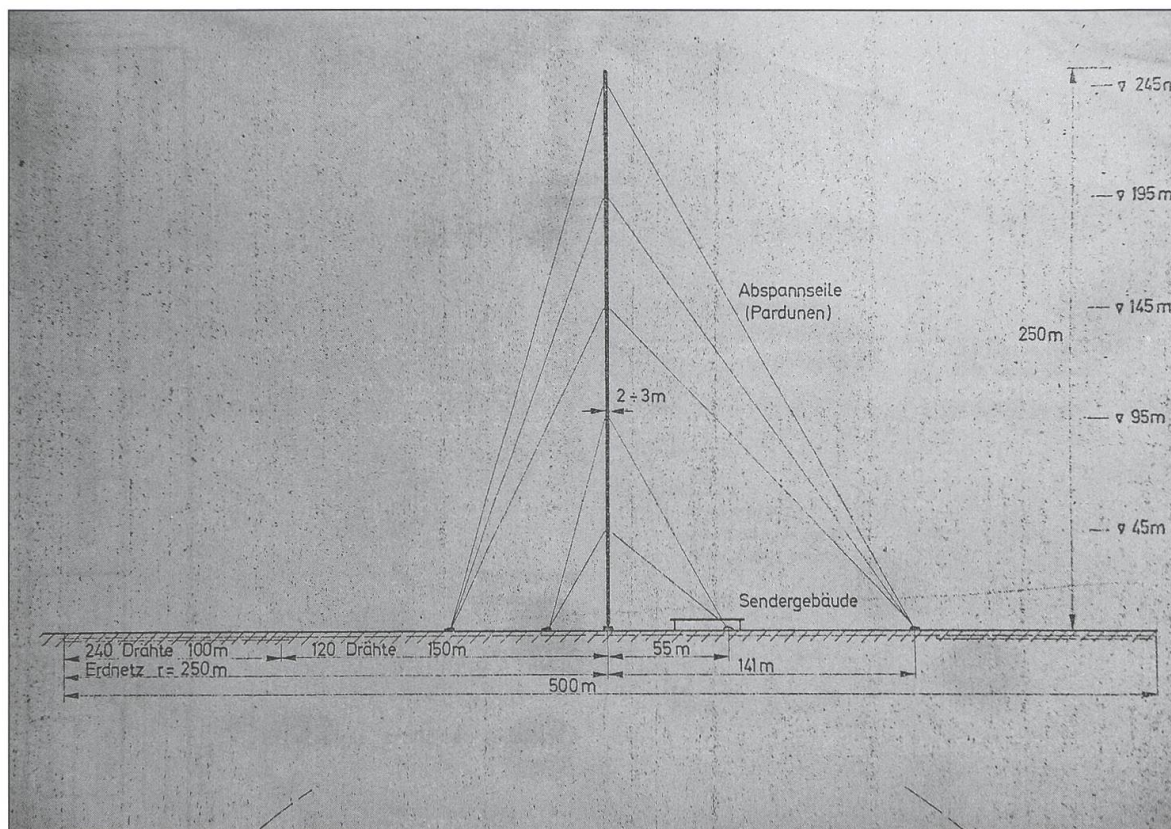 ▽ 245m
▽ 195m
Abspannseile
(Pardunen)
▽ 145m
250m
2÷3m
▽ 95m
▽ 45m
Sendergebäude
240 Drähte 100m
120 Drähte 150m
55m
Erdnetz r= 250m
141m
500m